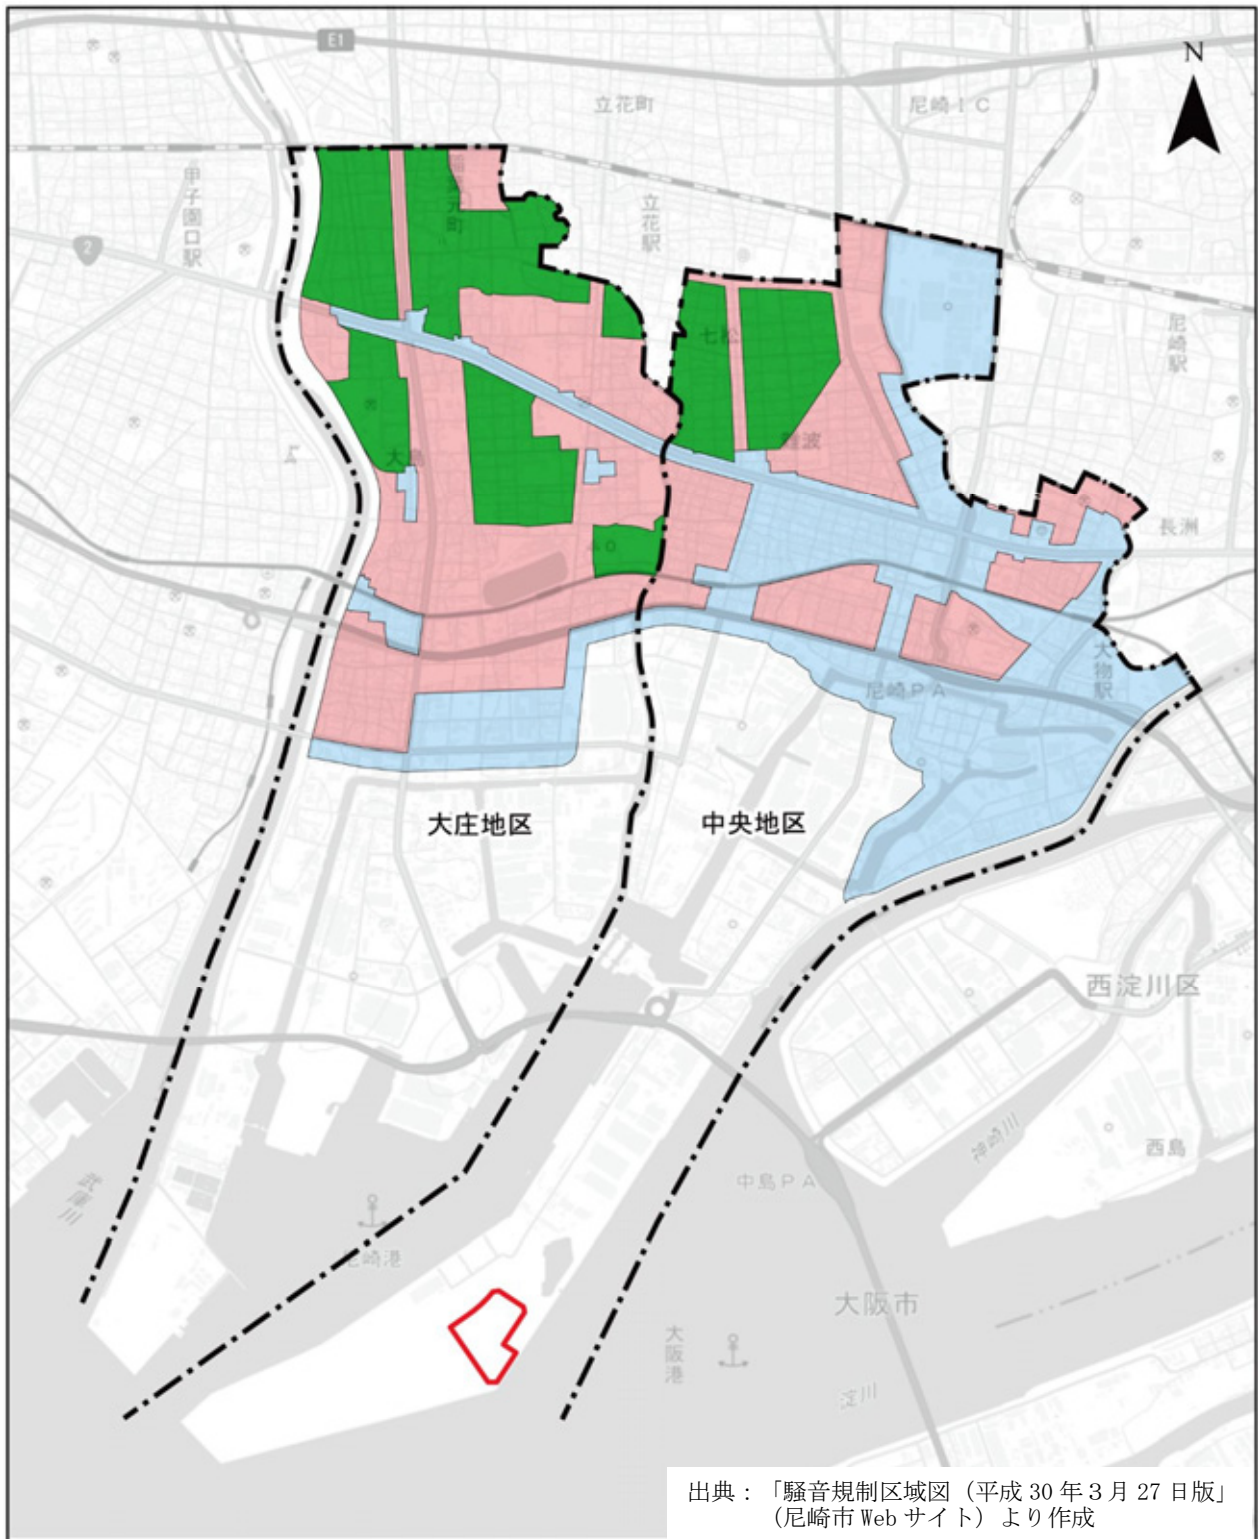 E1
N
立花町
尼崎IC
甲子園口駅
2
立花駅
尼崎駅
七松
大島
難波
長洲
大物駅
尼崎PA
大庄地区
中央地区
西淀川区
武庫川
尼崎港
中島PA
神崎川
西島
大阪市
大阪港
淀川
出典：「騒音規制区域図（平成 30 年３月 27 日版」
（尼崎市 Web サイト）より作成